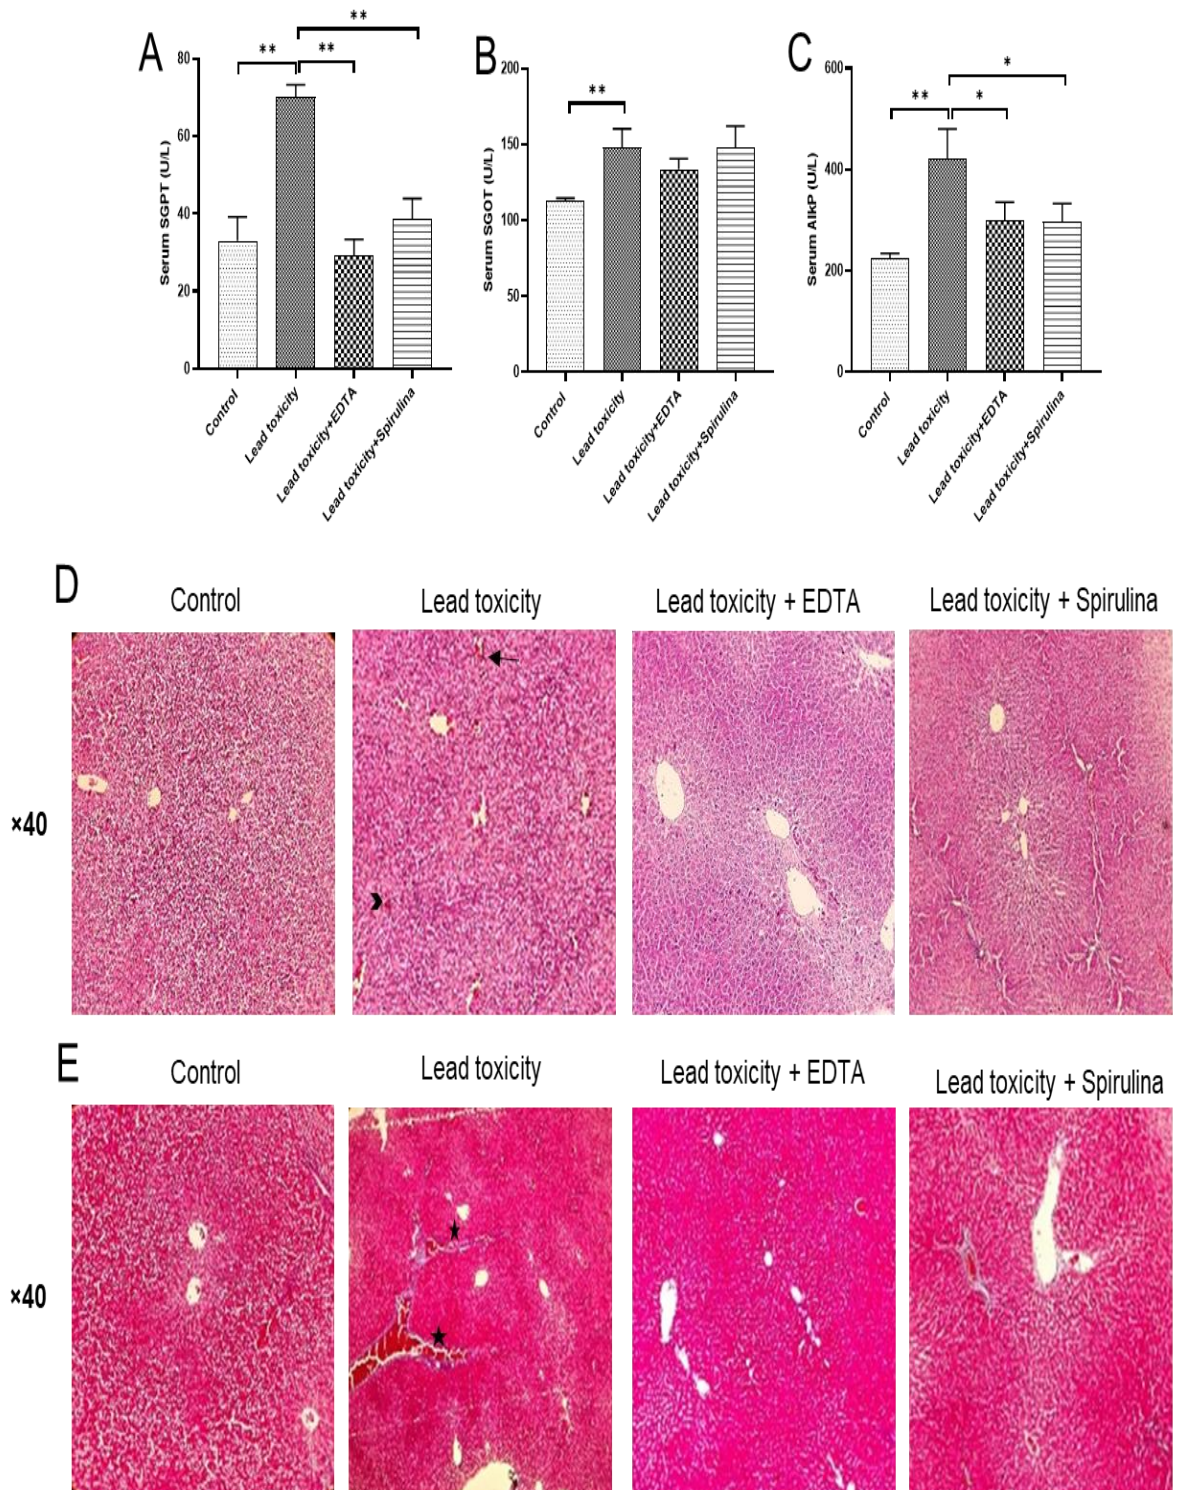 A
**
**
**
80
60
40
20
0
Serum SGPT (U/L)
Control
Lead toxicity
Lead toxicity+EDTA
Lead toxicity+Spirulina
B
**
200
150
100
50
0
Serum SGOT (U/L)
Control
Lead toxicity
Lead toxicity+EDTA
Lead toxicity+Spirulina
C
*
**
*
600
400
200
0
Serum AlkP (U/L)
Control
Lead toxicity
Lead toxicity+EDTA
Lead toxicity+Spirulina
D
Control
Lead toxicity
Lead toxicity + EDTA
Lead toxicity + Spirulina
×40
E
Control
Lead toxicity
Lead toxicity + EDTA
Lead toxicity + Spirulina
×40